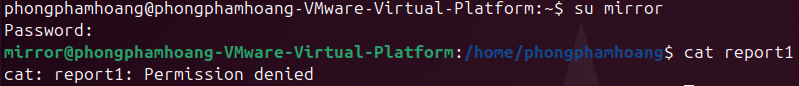 phongphamhoang@phongphamhoang-VMware-Virtual-Platform:~$ su mirror
Password:
mirror@phongphamhoang-VMware-Virtual-Platform:/home/phongphamhoang$ cat report1
cat: report1: Permission denied